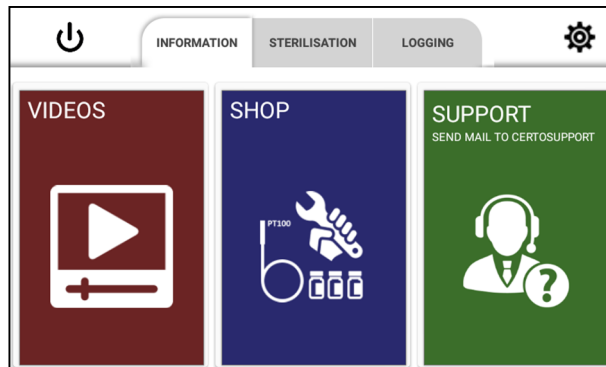 INFORMATION
STERILISATION
LOGGING
VIDEOS
SHOP
SUPPORT
SEND MAIL TO CERTOSUPPORT
PT100
?